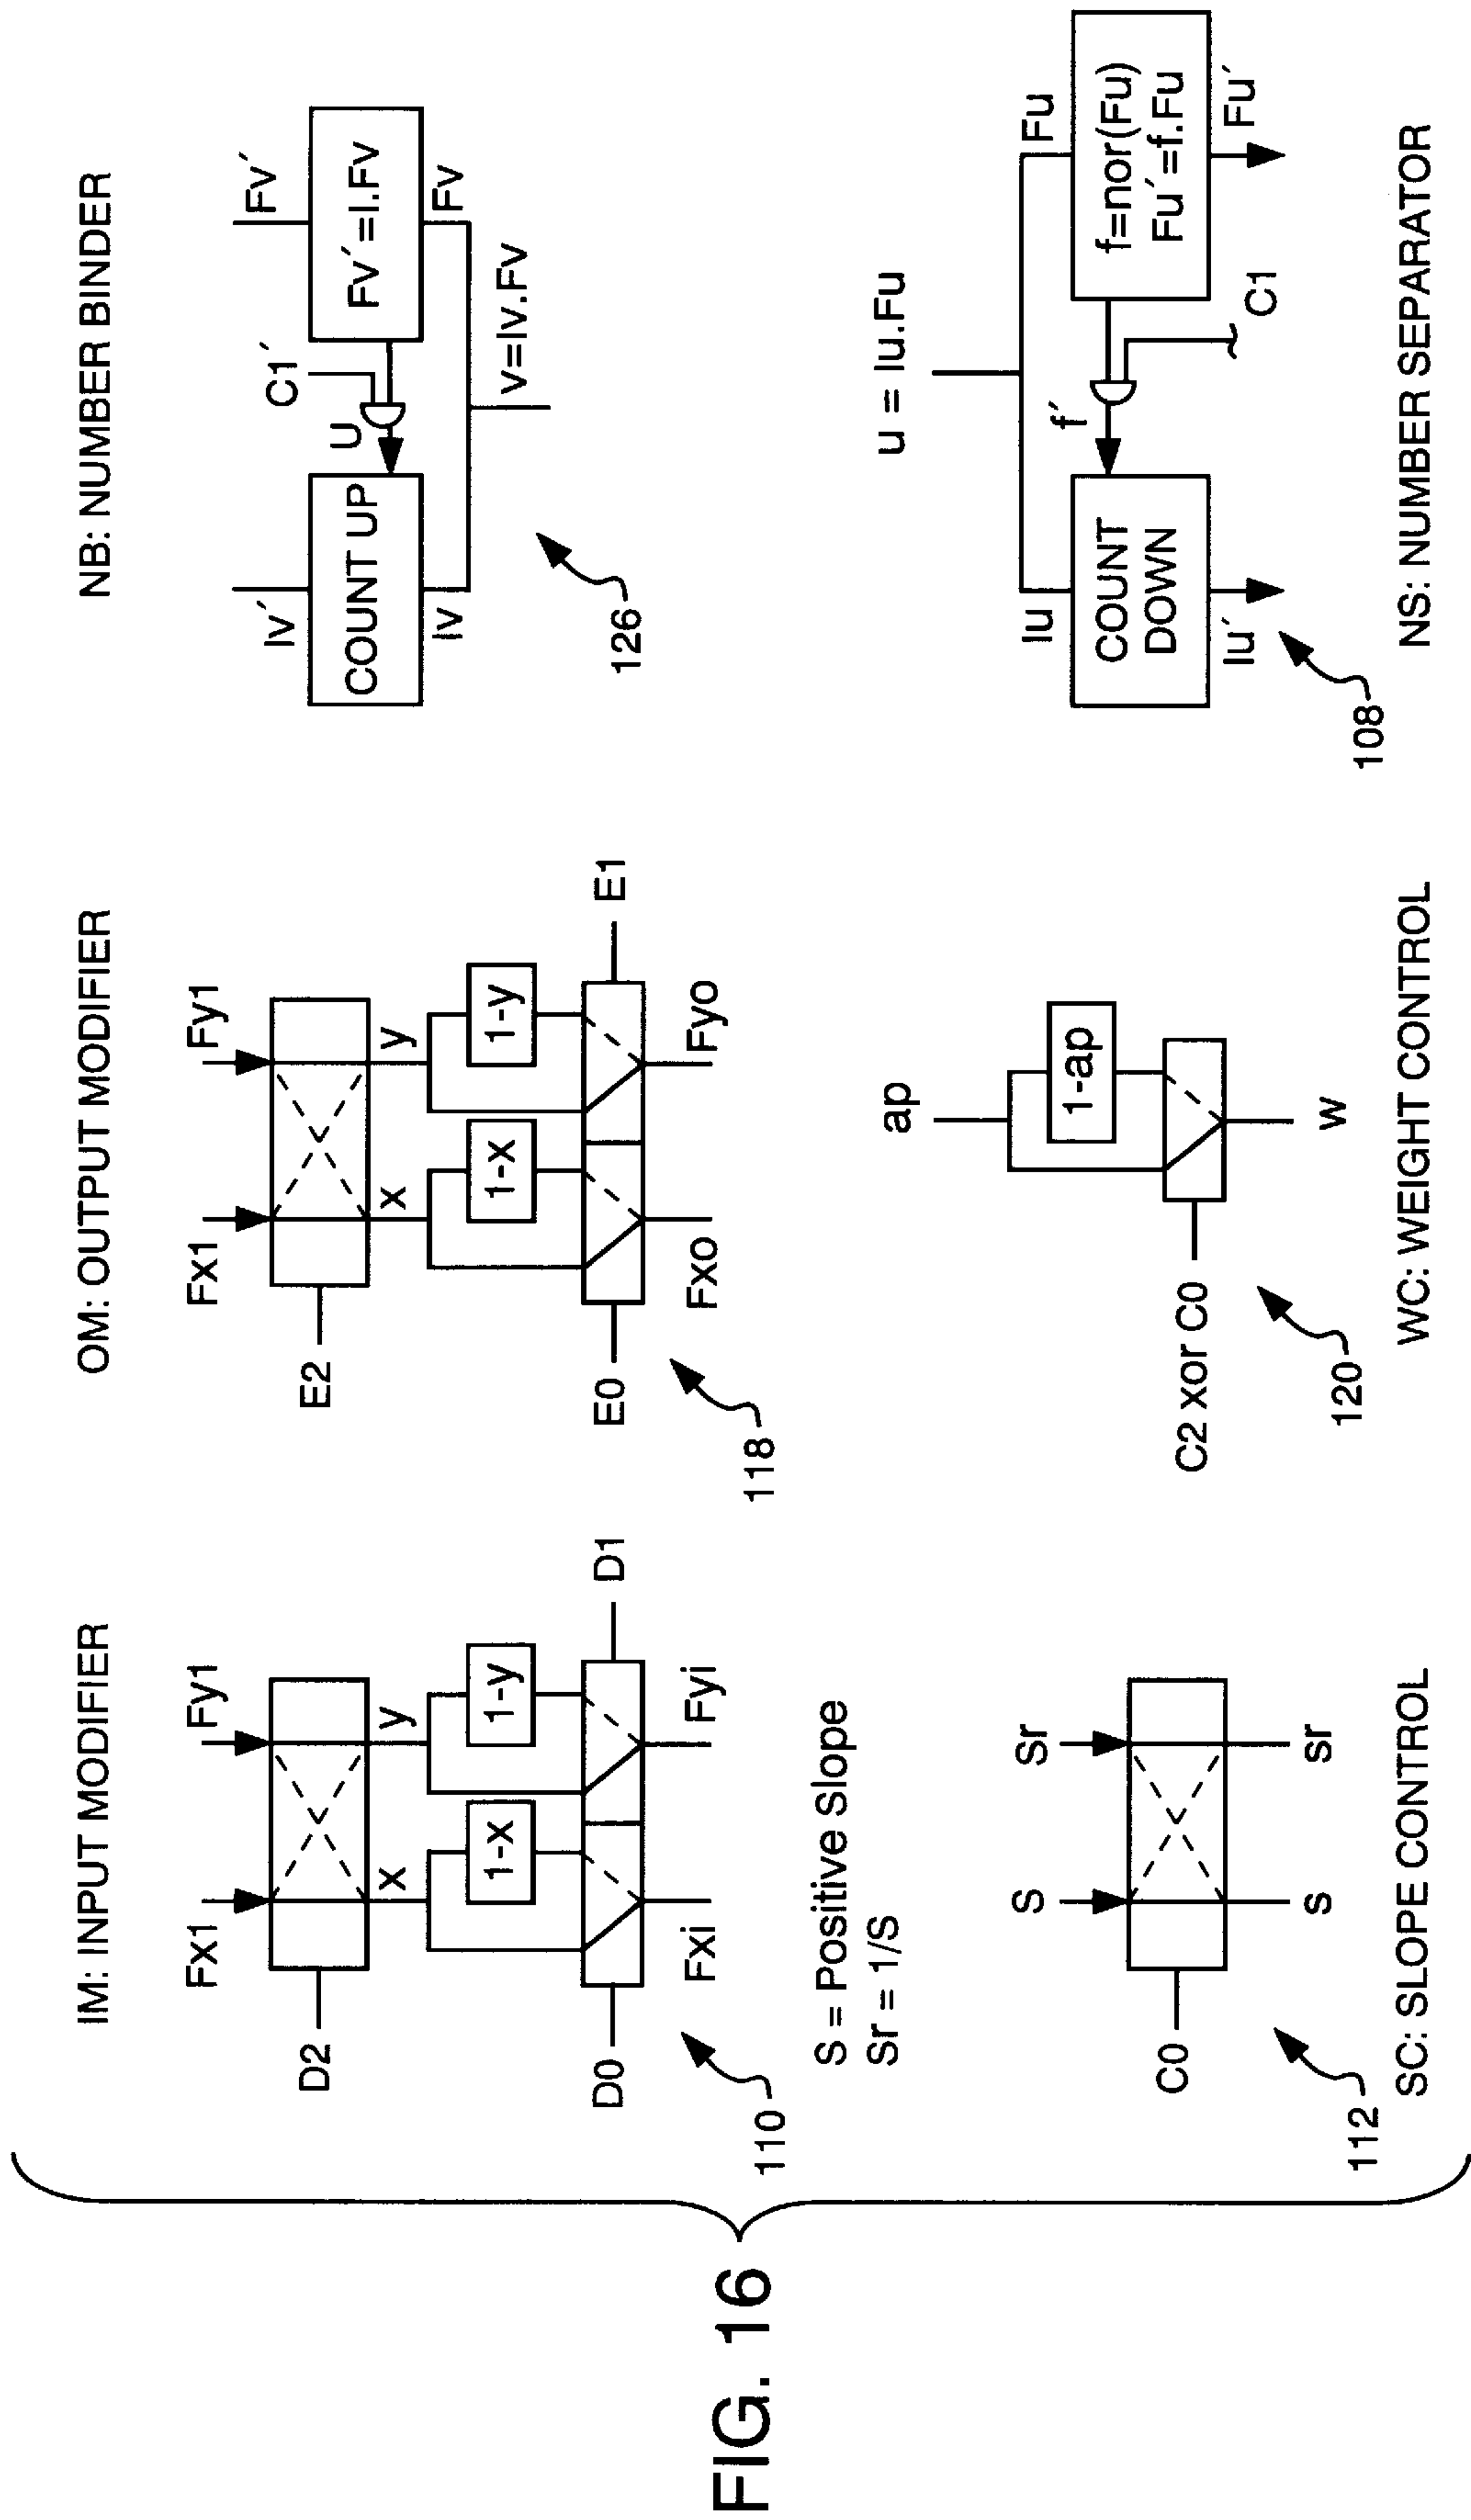 FIG. 16
IM: INPUT MODIFIER
Fx1
Fy1
D2
x
y
1-x
1-y
D0
D1
Fxi
Fyi
110
S = Positive Slope
Sr = 1/S
S
Sr
C0
s
sr
112
SC: SLOPE CONTROL
OM: OUTPUT MODIFIER
Fx1
Fy1
E2
x
y
1-x
1-y
E0
E1
Fxo
Fyo
118
ap
1-ap
C2 xor C0
w
120
WC: WEIGHT CONTROL
NB: NUMBER BINDER
Iv´
C1´
Fv´
COUNT UP
U
Fv´=I.Fv
Iv
Fv
v=Iv.Fv
126
u = Iu.Fu
Iu
Fu
COUNT
DOWN
f´
f=nor(Fu)
Fu´=f.Fu
C1
Iu´
Fu´
108
NS: NUMBER SEPARATOR